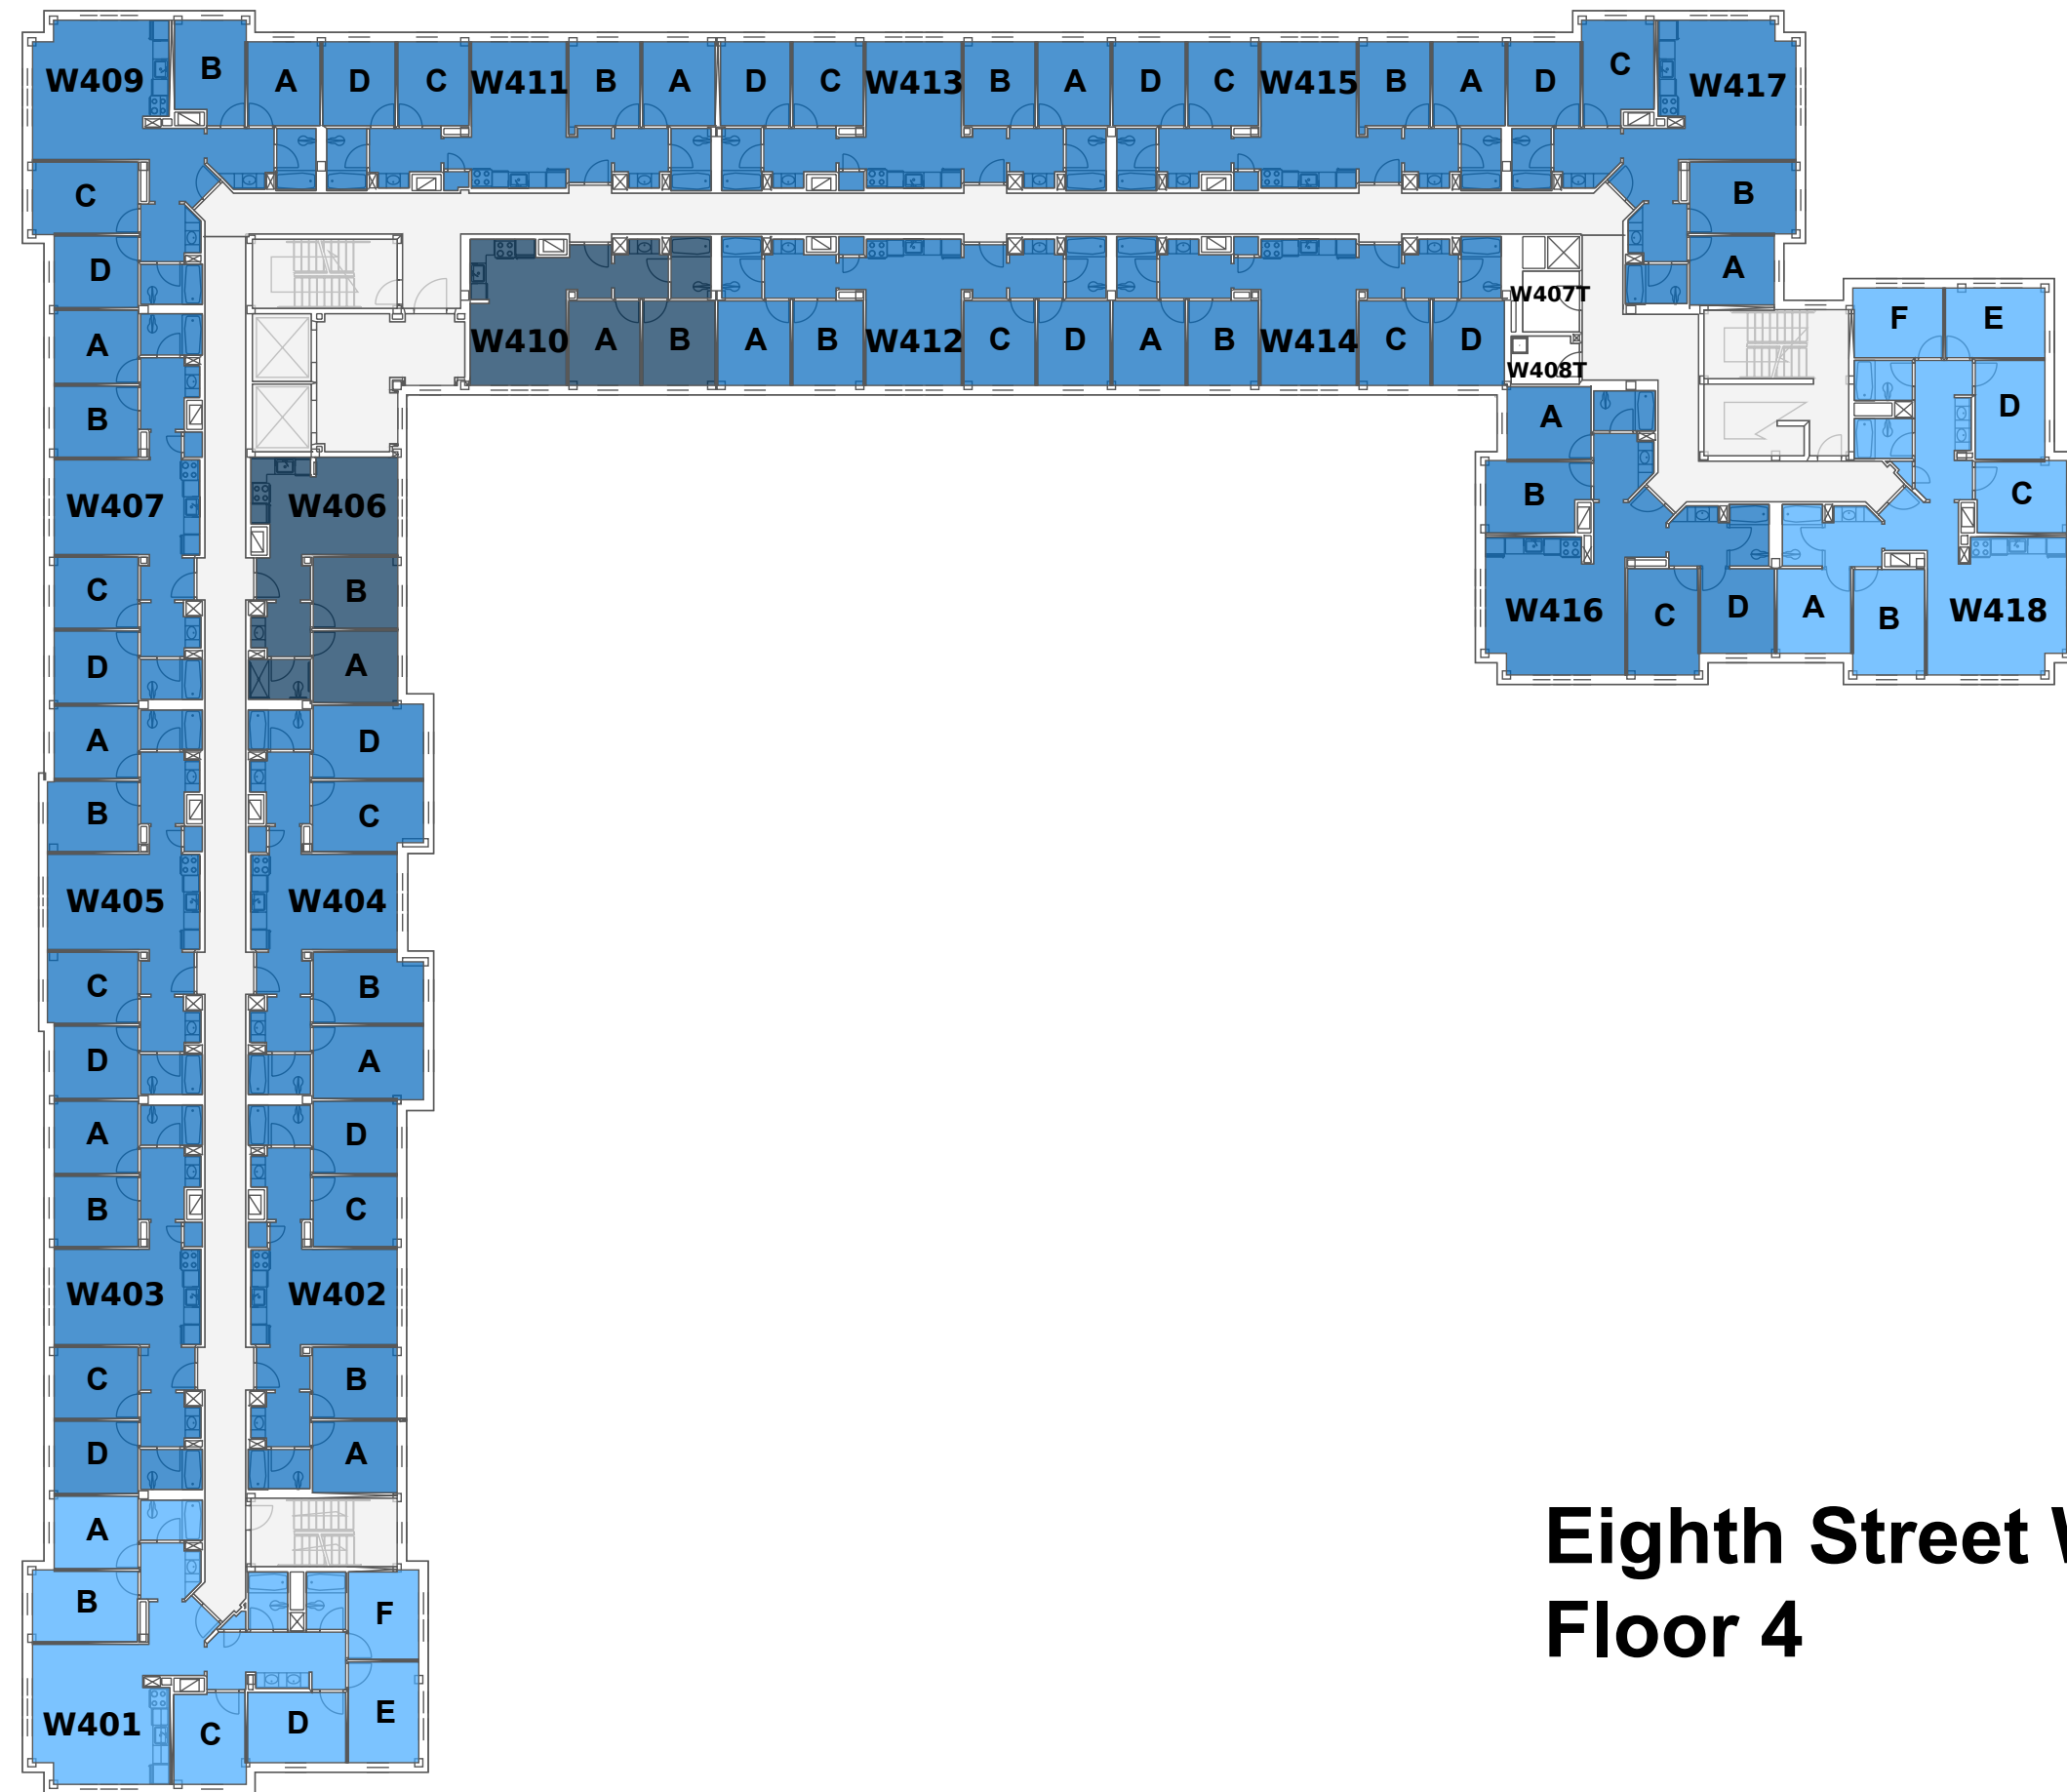 W409 B A D C W411 B A D C W413 B A D C W415 B A D C W417
C B
D A
W407T
F E
A W410 A B A B W412 C D A B W414 C D
W408T
B A D
B C
W407 W406
C B W416 C D A B W418
D A
A D
B C
W405 W404
C B
D A
A D
B C
W403 W402
C B
D A
A
B F
W401 C D E
Eighth Street W
Floor 4